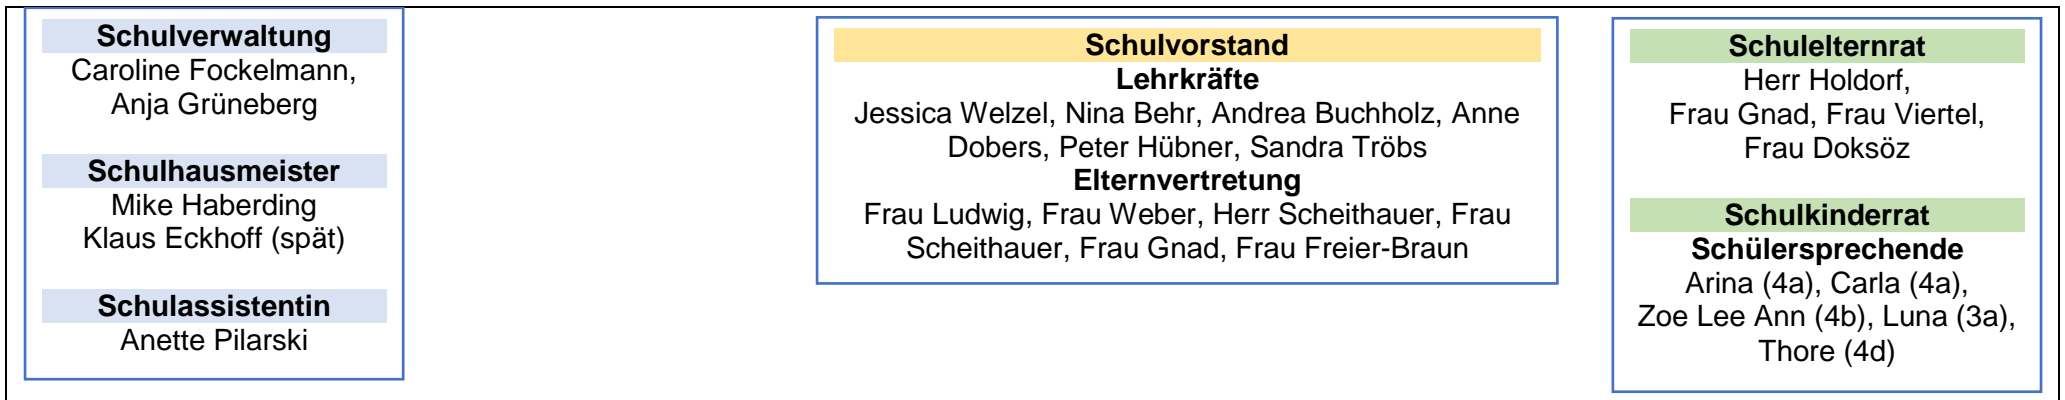 Schulverwaltung
Caroline Fockelmann,
Anja Grüneberg
Schulhausmeister
Mike Haberding
Klaus Eckhoff (spät)
Schulassistentin
Anette Pilarski
Schulvorstand
Lehrkräfte
Jessica Welzel, Nina Behr, Andrea Buchholz, Anne
Dobers, Peter Hübner, Sandra Tröbs
Elternvertretung
Frau Ludwig, Frau Weber, Herr Scheithauer, Frau
Scheithauer, Frau Gnad, Frau Freier-Braun
Schulelternrat
Herr Holdorf,
Frau Gnad, Frau Viertel,
Frau Doksöz
Schulkinderrat
Schülersprechende
Arina (4a), Carla (4a),
Zoe Lee Ann (4b), Luna (3a),
Thore (4d)